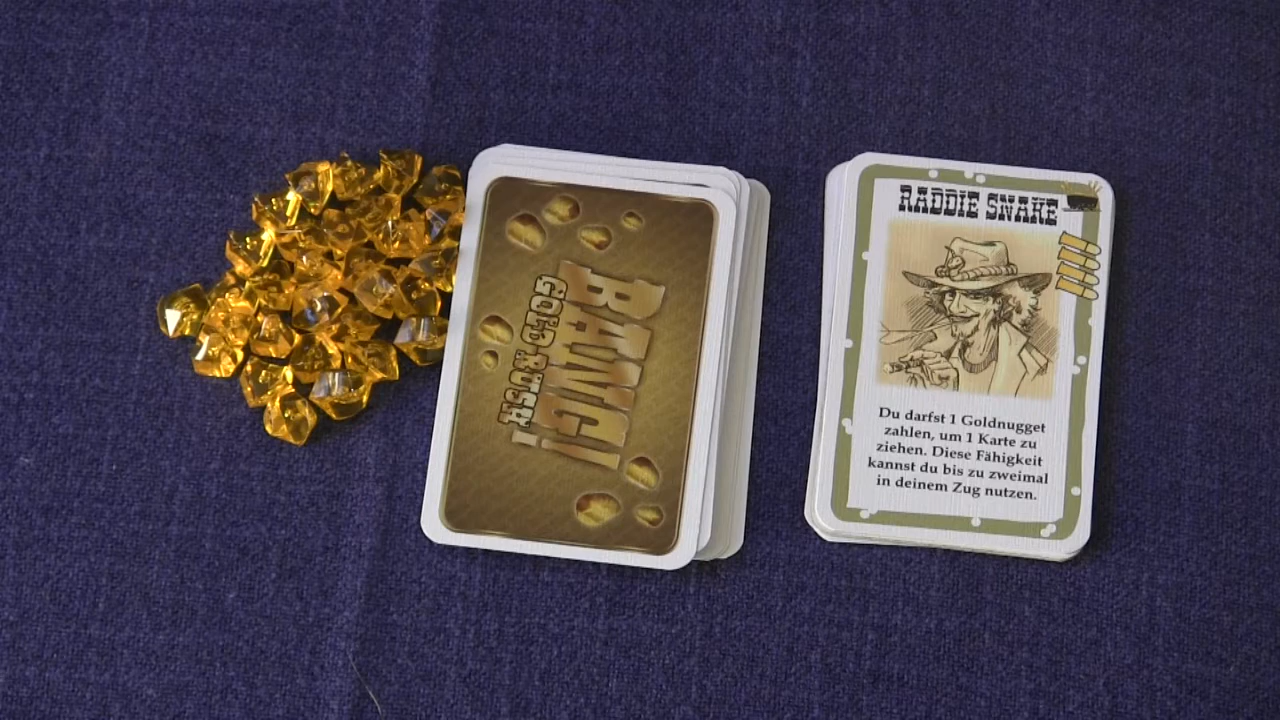 BANG!
GOLD RUSH
RADDIE SNAKE
Du darfst 1 Goldnugget
zahlen, um 1 Karte zu
ziehen. Diese Fähigkeit
kannst du bis zu zweimal
in deinem Zug nutzen.